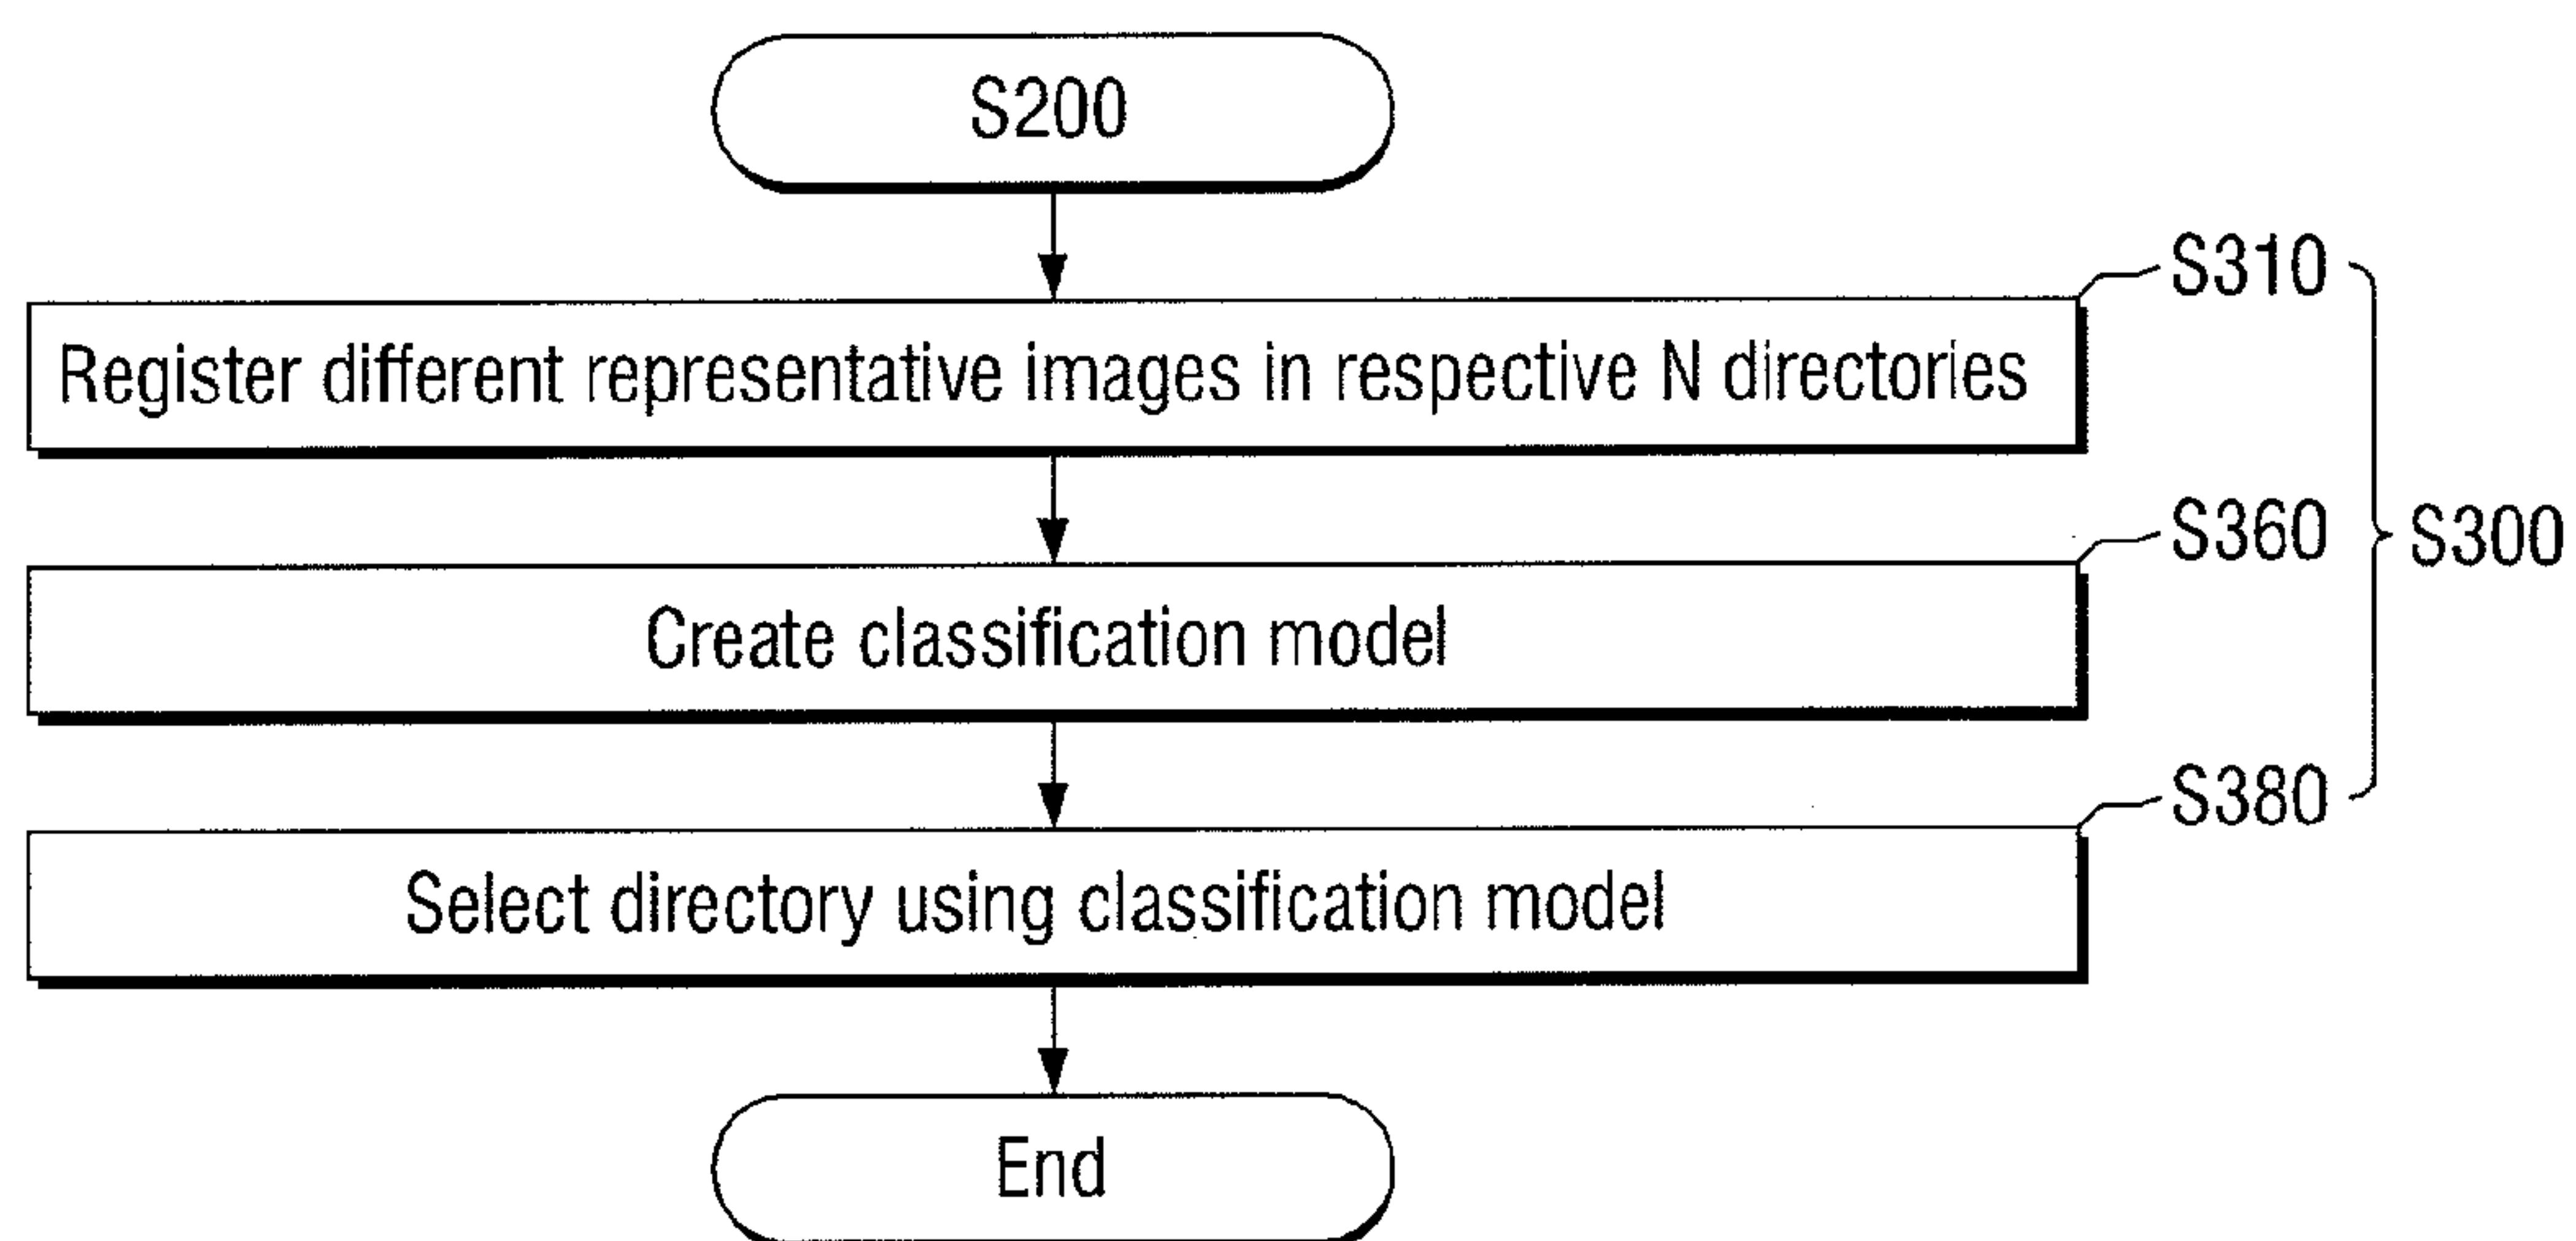 S200
S310
Register different representative images in respective N directories
S360
S300
Create classification model
S380
Select directory using classification model
End